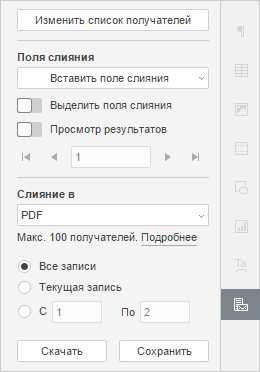 Изменить список получателей
Поля слияния
Вставить поле слияния
Выделить поля слияния
Просмотр результатов
1
Слияние в
PDF
Макс. 100 получателей. Подробнее
Все записи
Текущая запись
С 1 По 2
Скачать Сохранить